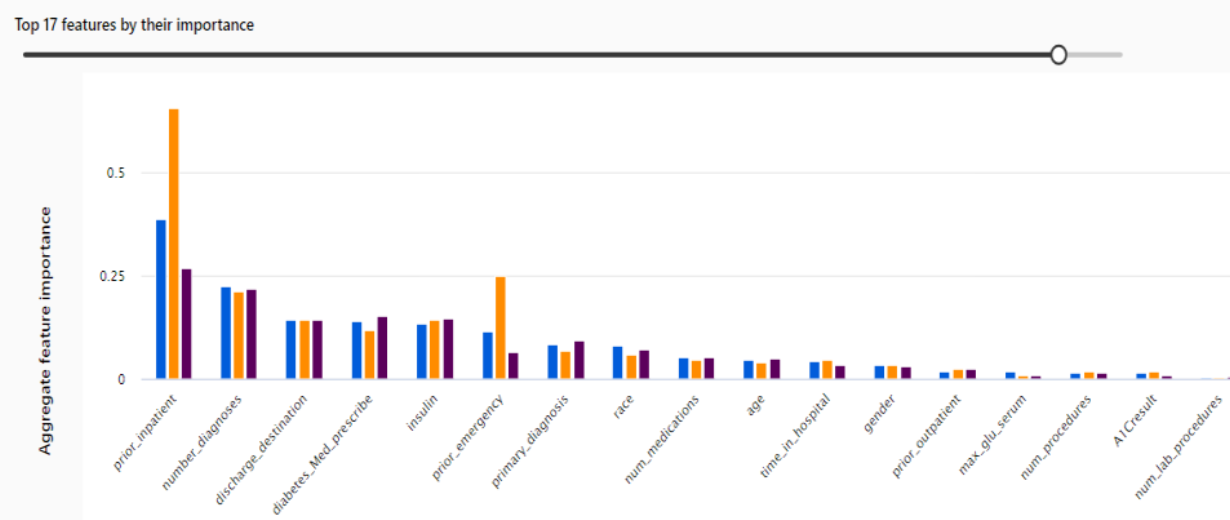 Top 17 features by their importance
Aggregate feature importance
0.5
0.25
0
prior_inpatient
number_diagnoses
discharge_destination
diabetes_Med_prescribe
insulin
prior_emergency
primary_diagnosis
race
num_medications
age
time_in_hospital
gender
prior_outpatient
max_glu_serum
num_procedures
A1Cresult
num_lab_procedures